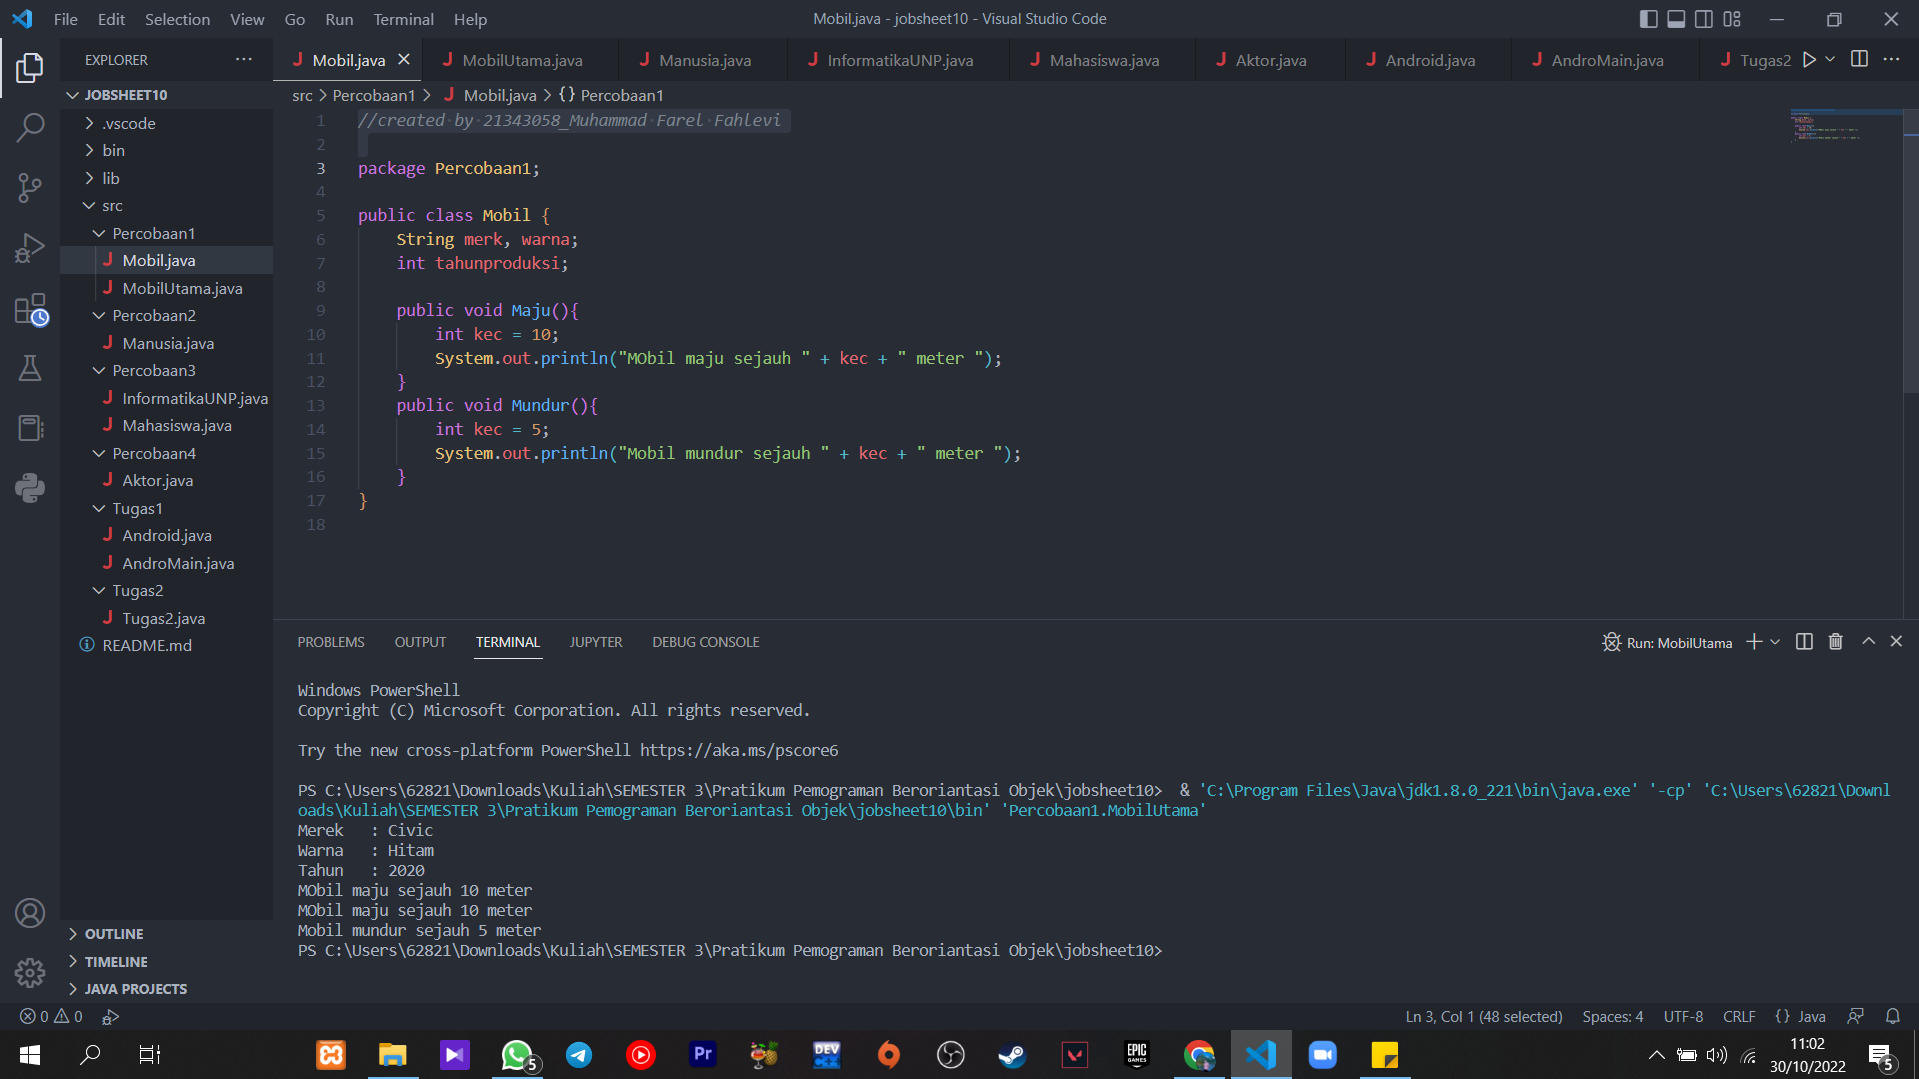 File Edit Selection View Go Run Terminal Help
Mobil.java - jobsheet10 - Visual Studio Code
EXPLORER
Mobil.java MobilUtama.java Manusia.java InformatikaUNP.java Mahasiswa.java Aktor.java Android.java AndroMain.java Tugas2
src > Percobaan1 > Mobil.java > {} Percobaan1
JOBSHEET10
.vscode
bin
lib
src
Percobaan1
Mobil.java
MobilUtama.java
Percobaan2
Manusia.java
Percobaan3
InformatikaUNP.java
Mahasiswa.java
Percobaan4
Aktor.java
Tugas1
Android.java
AndroMain.java
Tugas2
Tugas2.java
README.md
OUTLINE
TIMELINE
JAVA PROJECTS
1 //created by 21343058_Muhammad Farel Fahlevi
2
3 package Percobaan1;
4
5 public class Mobil {
6 String merk, warna;
7 int tahunproduksi;
8
9 public void Maju(){
10 int kec = 10;
11 System.out.println("MObil maju sejauh " + kec + " meter ");
12 }
13 public void Mundur(){
14 int kec = 5;
15 System.out.println("Mobil mundur sejauh " + kec + " meter ");
16 }
17 }
18
PROBLEMS OUTPUT TERMINAL JUPYTER DEBUG CONSOLE
Run: MobilUtama
Windows PowerShell
Copyright (C) Microsoft Corporation. All rights reserved.
Try the new cross-platform PowerShell https://aka.ms/pscore6
PS C:\Users\62821\Downloads\Kuliah\SEMESTER 3\Pratikum Pemograman Beroriantasi Objek\jobsheet10> & 'C:\Program Files\Java\jdk1.8.0_221\bin\java.exe' '-cp' 'C:\Users\62821\Downl
oads\Kuliah\SEMESTER 3\Pratikum Pemograman Beroriantasi Objek\jobsheet10\bin' 'Percobaan1.MobilUtama'
Merek : Civic
Warna : Hitam
Tahun : 2020
MObil maju sejauh 10 meter
MObil maju sejauh 10 meter
Mobil mundur sejauh 5 meter
PS C:\Users\62821\Downloads\Kuliah\SEMESTER 3\Pratikum Pemograman Beroriantasi Objek\jobsheet10>
0 0
Ln 3, Col 1 (48 selected) Spaces: 4 UTF-8 CRLF {} Java
5
Pr
DEV C++
EPIC GAMES
11:02
30/10/2022
5